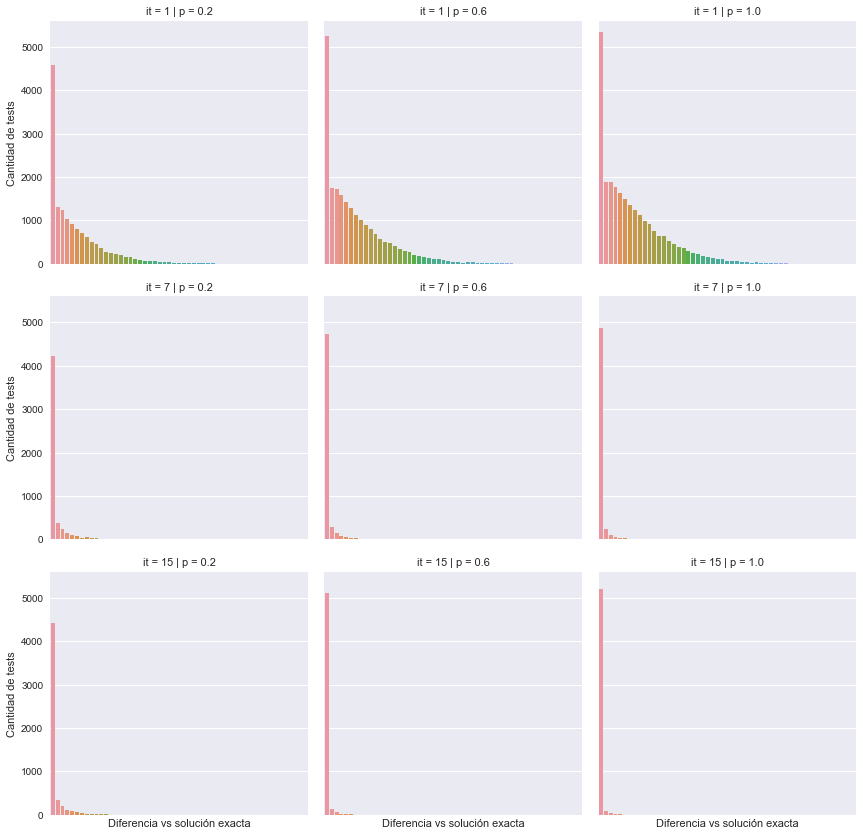 it = 1 | p = 0.2
it = 1 | p = 0.6
it = 1 | p = 1.0
5000
4000
3000
2000
1000
0
Cantidad de tests
it = 7 | p = 0.2
it = 7 | p = 0.6
it = 7 | p = 1.0
5000
4000
3000
2000
1000
0
Cantidad de tests
it = 15 | p = 0.2
it = 15 | p = 0.6
it = 15 | p = 1.0
5000
4000
3000
2000
1000
0
Cantidad de tests
Diferencia vs solución exacta
Diferencia vs solución exacta
Diferencia vs solución exacta